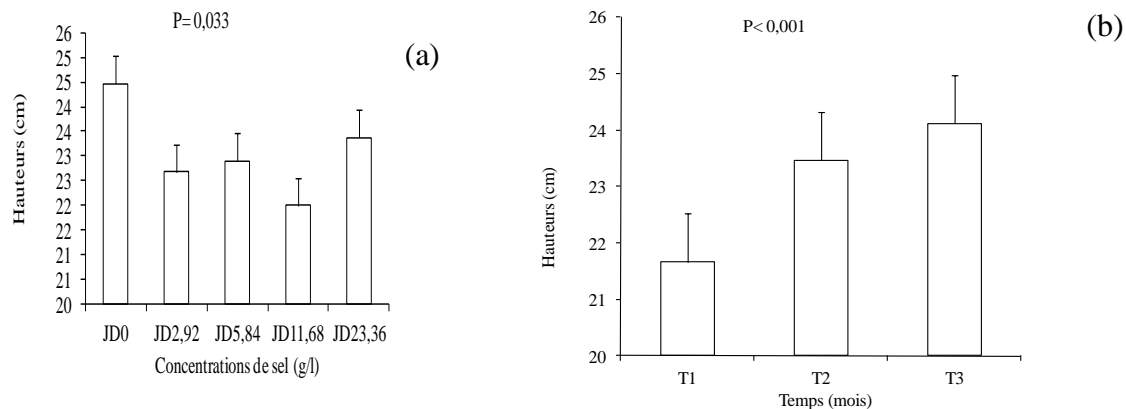 P= 0,033
(a)
Hauteurs (cm)
25
25
24
24
23
23
22
22
21
21
20
JD0 JD2,92 JD5,84 JD11,68 JD23,36
Concentrations de sel (g/l)
P< 0,001
(b)
Hauteurs (cm)
26
25
24
23
22
21
20
T1 T2 T3
Temps (mois)